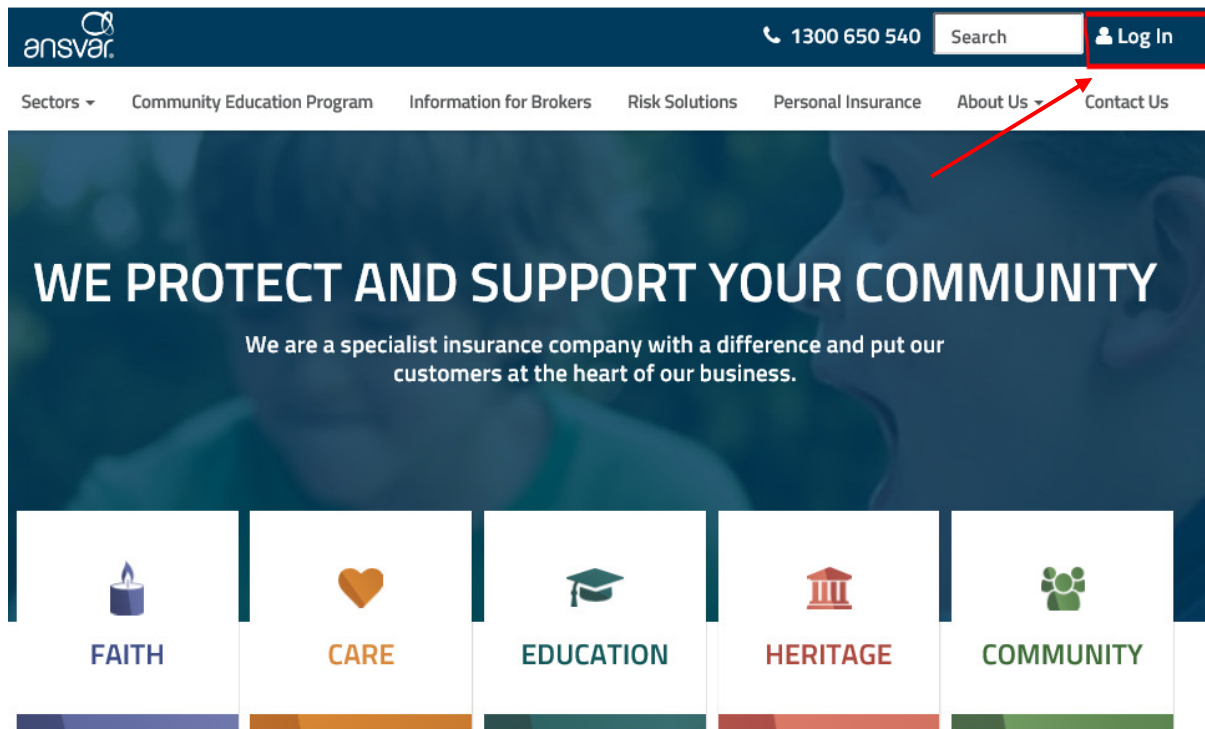 ansvar
1300 650 540
Search
Log In
Sectors
Community Education Program
Information for Brokers
Risk Solutions
Personal Insurance
About Us
Contact Us
WE PROTECT AND SUPPORT YOUR COMMUNITY
We are a specialist insurance company with a difference and put our
customers at the heart of our business.
FAITH
CARE
EDUCATION
HERITAGE
COMMUNITY